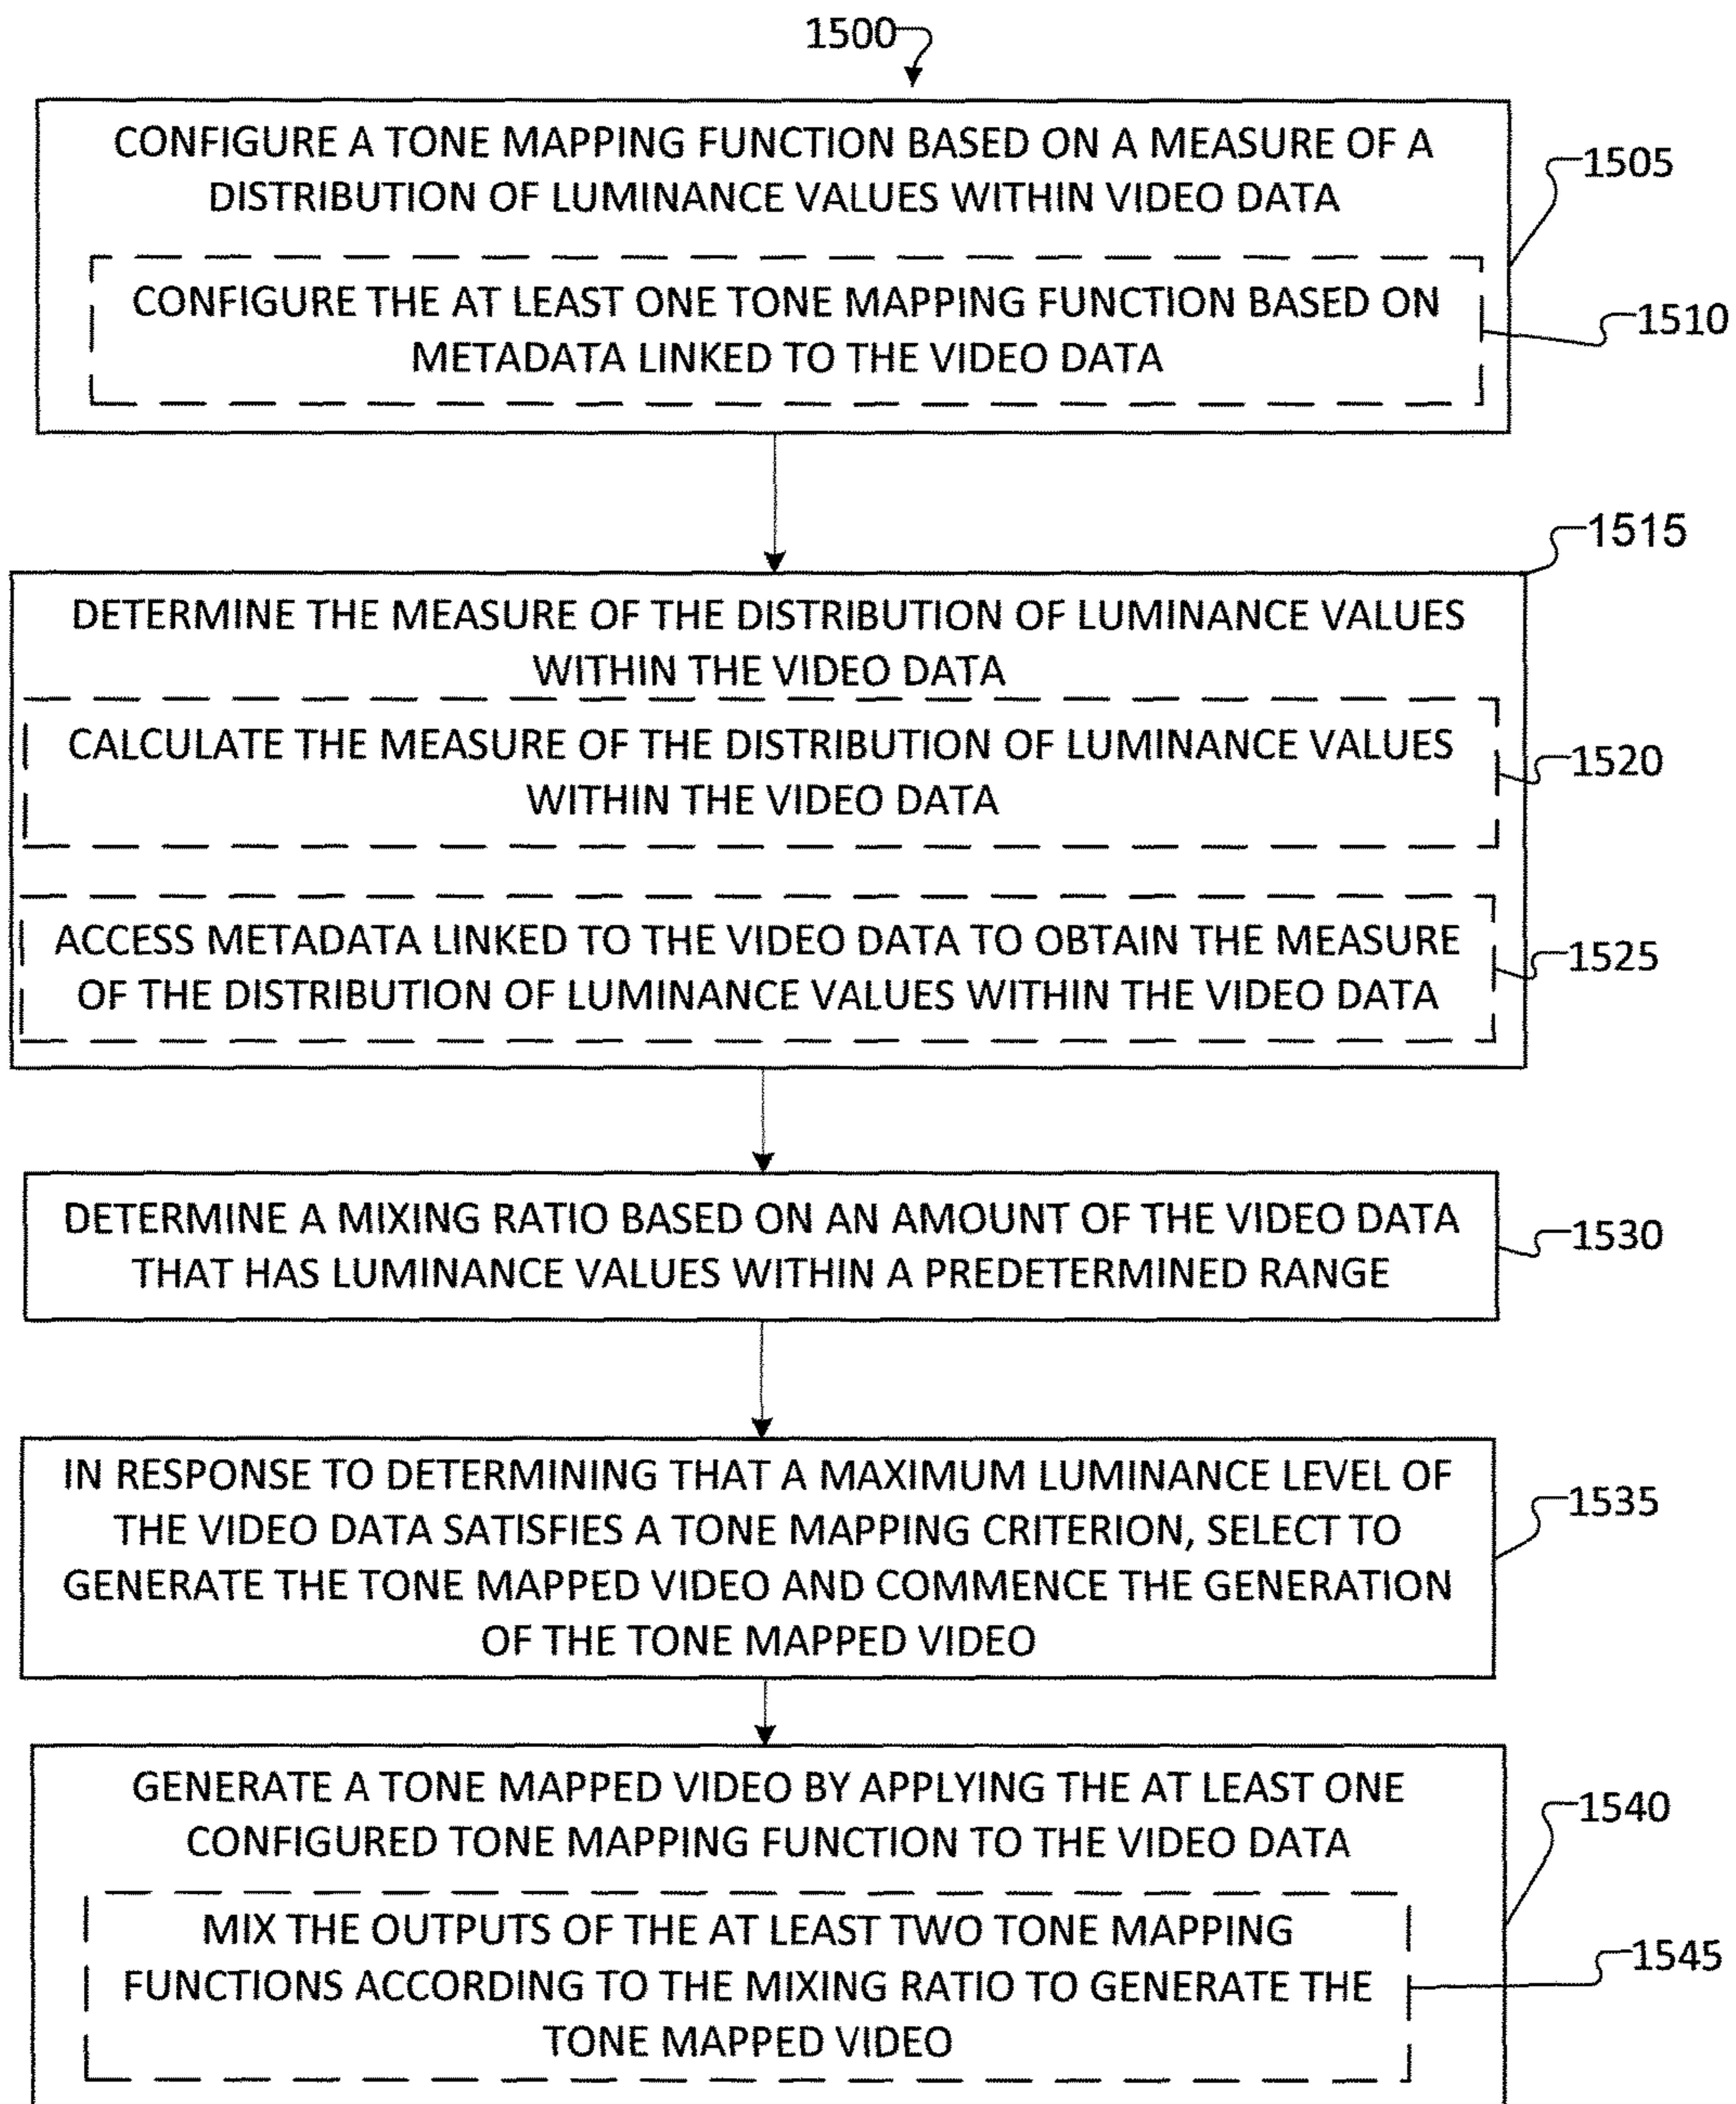 1500
CONFIGURE A TONE MAPPING FUNCTION BASED ON A MEASURE OF A
DISTRIBUTION OF LUMINANCE VALUES WITHIN VIDEO DATA
1505
CONFIGURE THE AT LEAST ONE TONE MAPPING FUNCTION BASED ON
METADATA LINKED TO THE VIDEO DATA
1510
1515
DETERMINE THE MEASURE OF THE DISTRIBUTION OF LUMINANCE VALUES
WITHIN THE VIDEO DATA
CALCULATE THE MEASURE OF THE DISTRIBUTION OF LUMINANCE VALUES
WITHIN THE VIDEO DATA
1520
ACCESS METADATA LINKED TO THE VIDEO DATA TO OBTAIN THE MEASURE
OF THE DISTRIBUTION OF LUMINANCE VALUES WITHIN THE VIDEO DATA
1525
DETERMINE A MIXING RATIO BASED ON AN AMOUNT OF THE VIDEO DATA
THAT HAS LUMINANCE VALUES WITHIN A PREDETERMINED RANGE
1530
IN RESPONSE TO DETERMINING THAT A MAXIMUM LUMINANCE LEVEL OF
THE VIDEO DATA SATISFIES A TONE MAPPING CRITERION, SELECT TO
GENERATE THE TONE MAPPED VIDEO AND COMMENCE THE GENERATION
OF THE TONE MAPPED VIDEO
1535
GENERATE A TONE MAPPED VIDEO BY APPLYING THE AT LEAST ONE
CONFIGURED TONE MAPPING FUNCTION TO THE VIDEO DATA
1540
MIX THE OUTPUTS OF THE AT LEAST TWO TONE MAPPING
FUNCTIONS ACCORDING TO THE MIXING RATIO TO GENERATE THE
TONE MAPPED VIDEO
1545